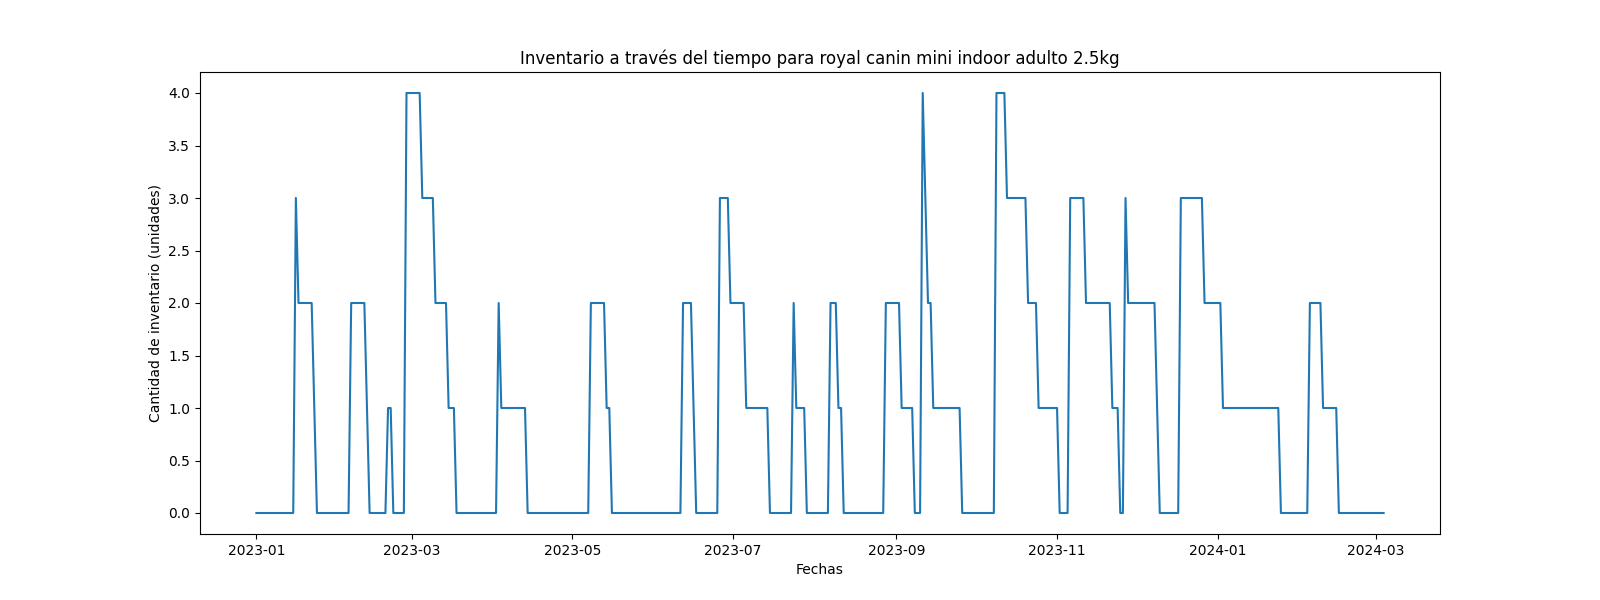 Inventario a través del tiempo para royal canin mini indoor adulto 2.5kg
Cantidad de inventario (unidades)
4.0
3.5
3.0
2.5
2.0
1.5
1.0
0.5
0.0
2023-01 2023-03 2023-05 2023-07 2023-09 2023-11 2024-01 2024-03
Fechas